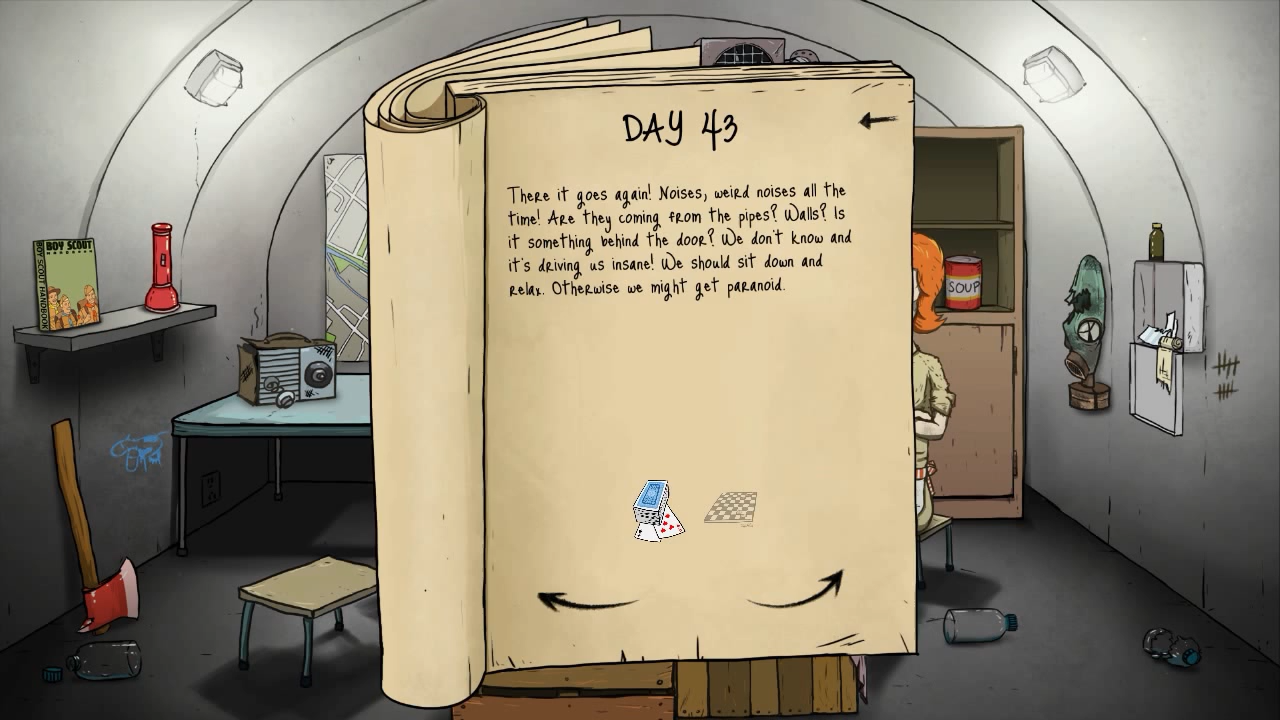 DAY 43
There it goes again! Noises, weird noises all the
time! Are they coming from the pipes? Walls? Is
it something behind the door? We don't know and
it's driving us insane! We should sit down and
relax. Otherwise we might get paranoid.
BOY SCOUT
BOY SCOUT HANDBOOK
SOUP